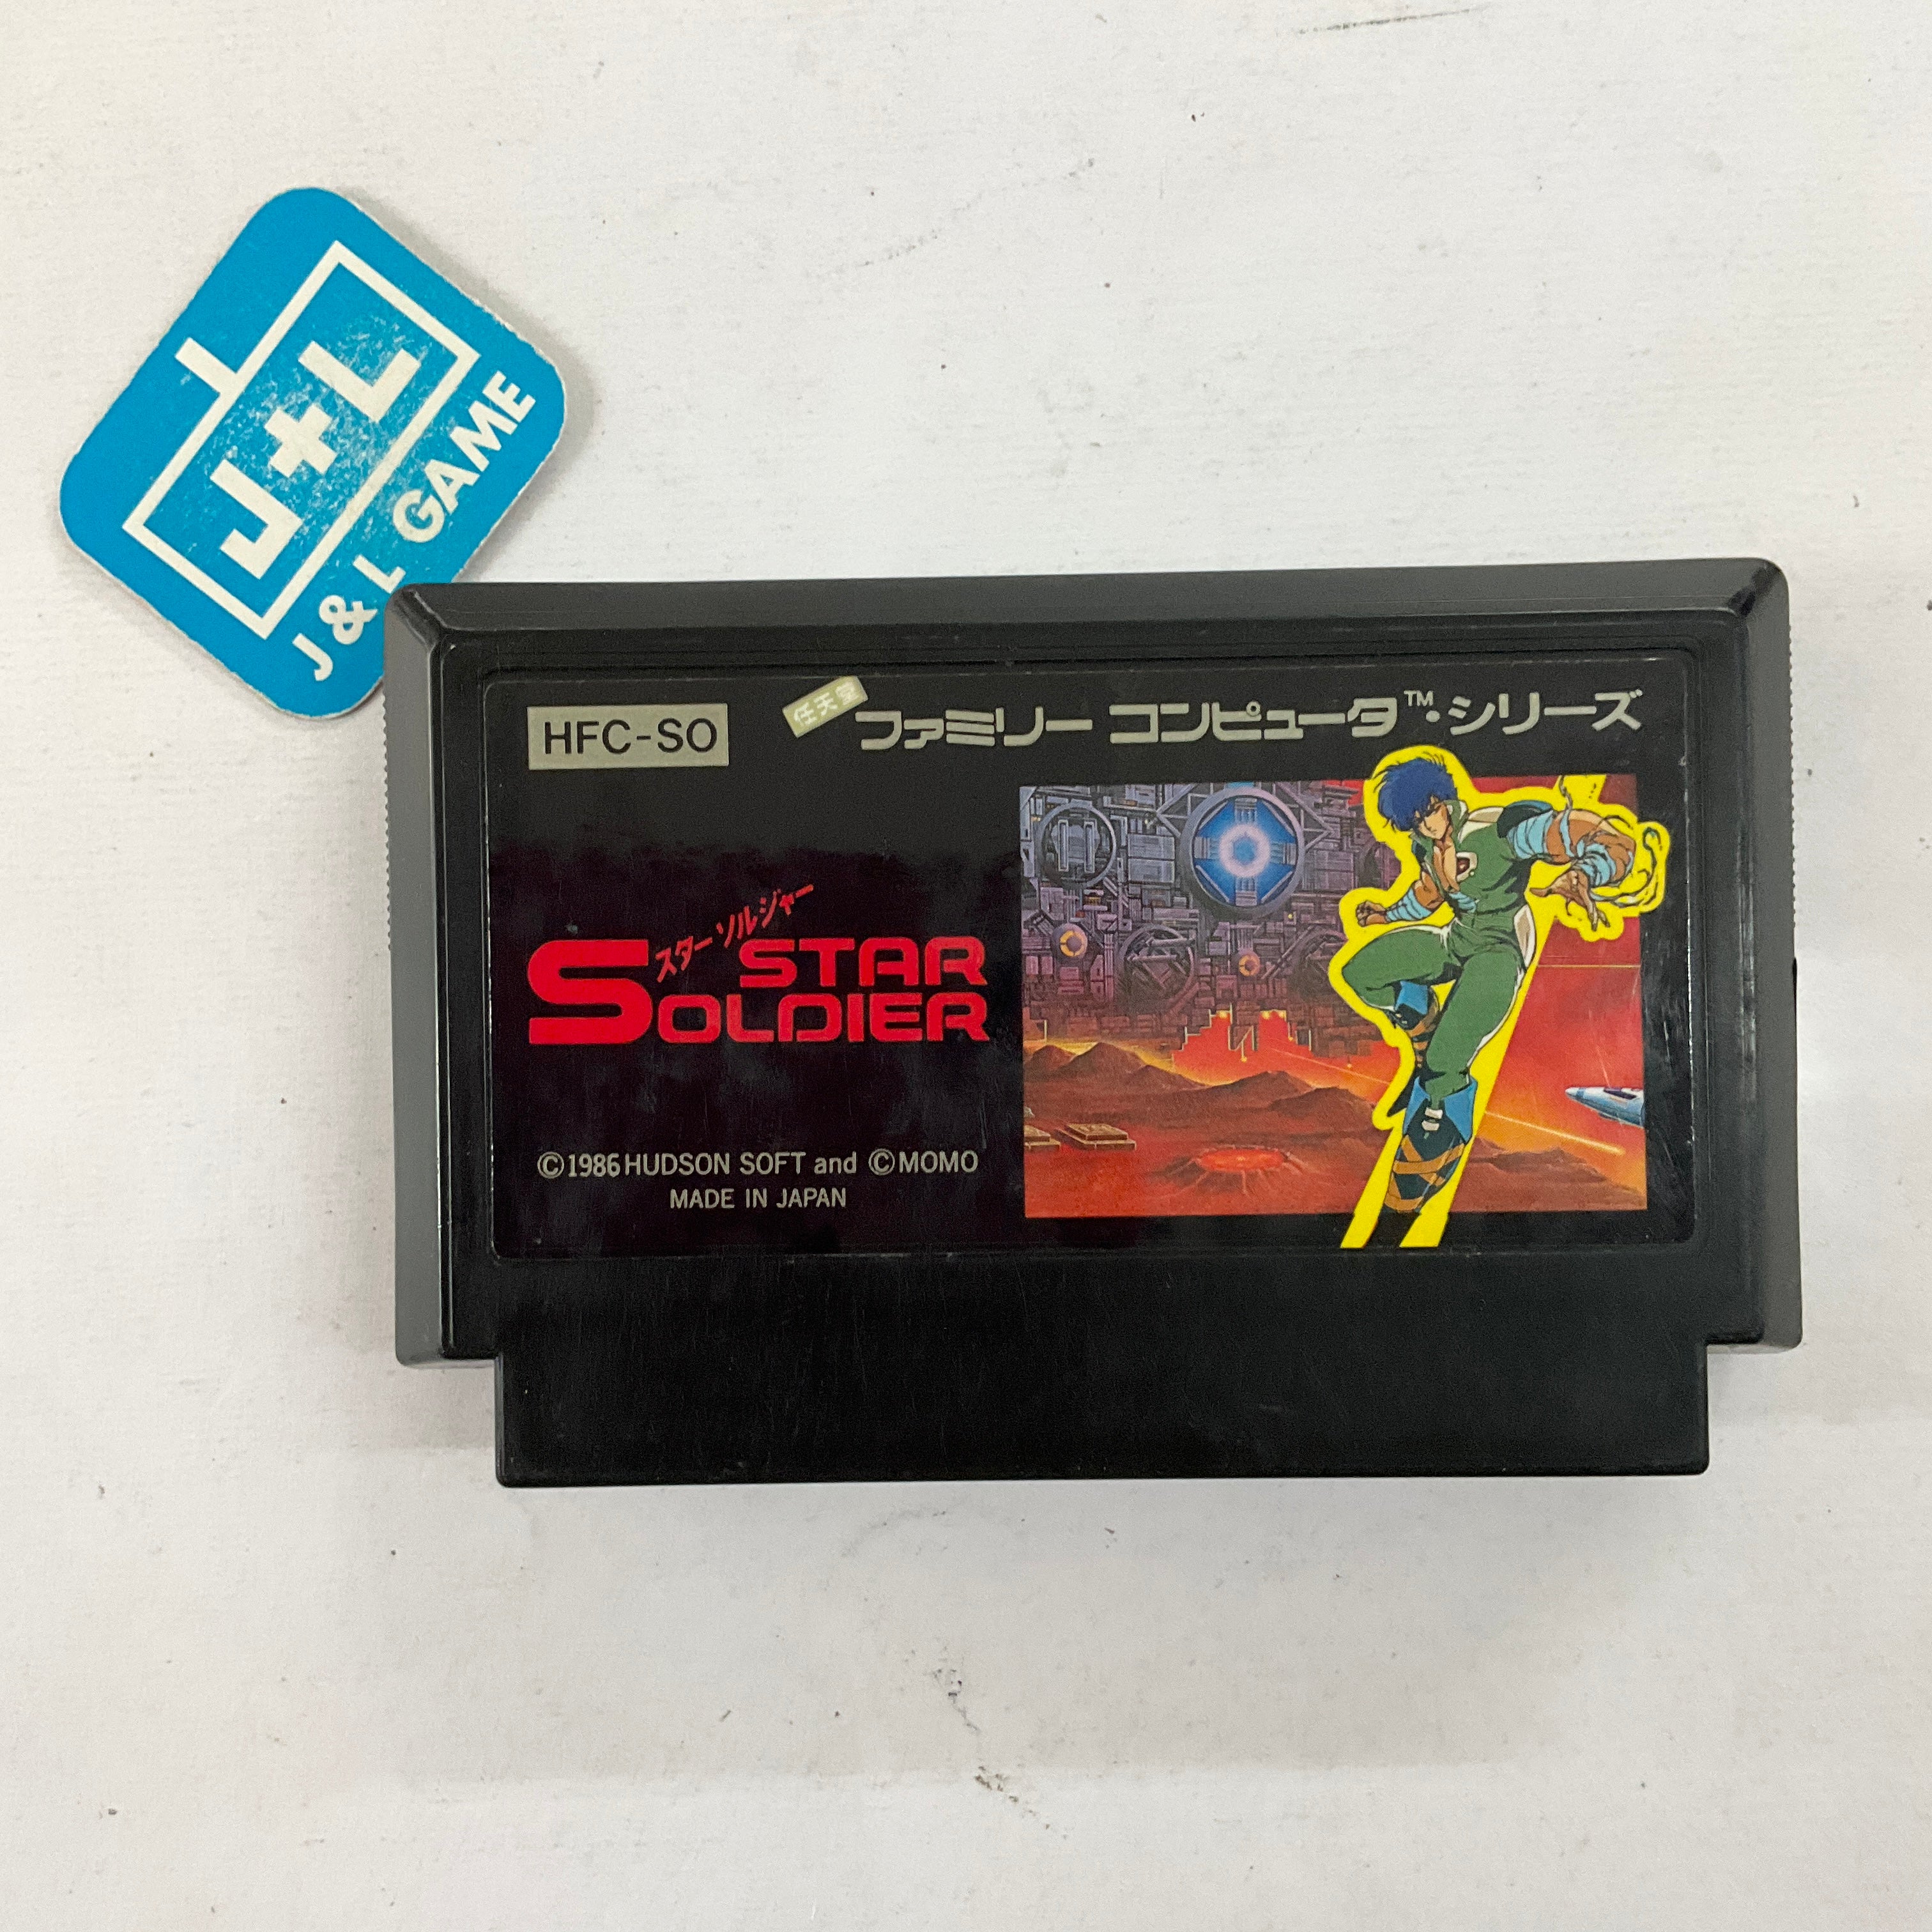 J+L
J & L GAME
HFC-SO
任天堂 ファミリー コンピュータ™・シリーズ
スター ソルジャー
STAR
SOLDIER
©1986 HUDSON SOFT and ©MOMO
MADE IN JAPAN